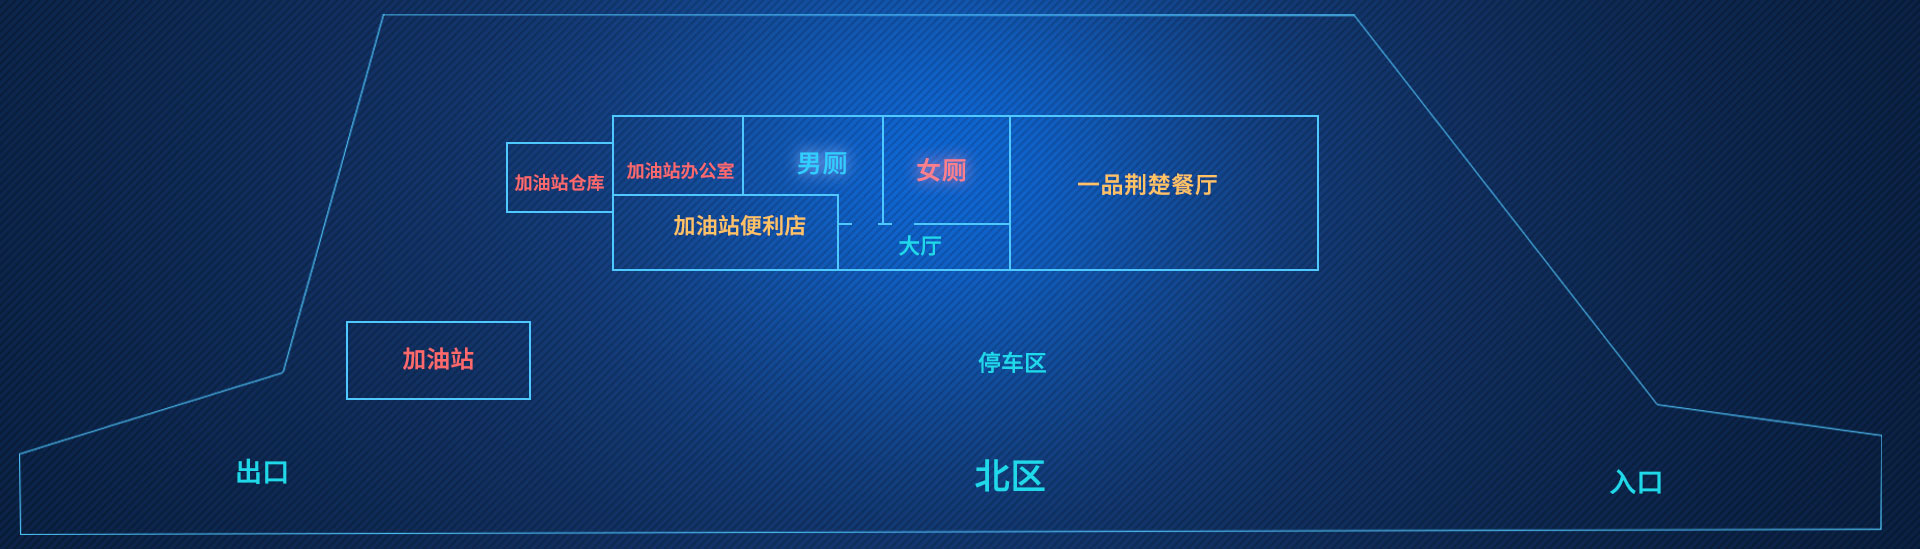 男厕
女厕
加油站办公室
加油站仓库
一品荆楚餐厅
加油站便利店
大厅
加油站
停车区
出口
北区
入口